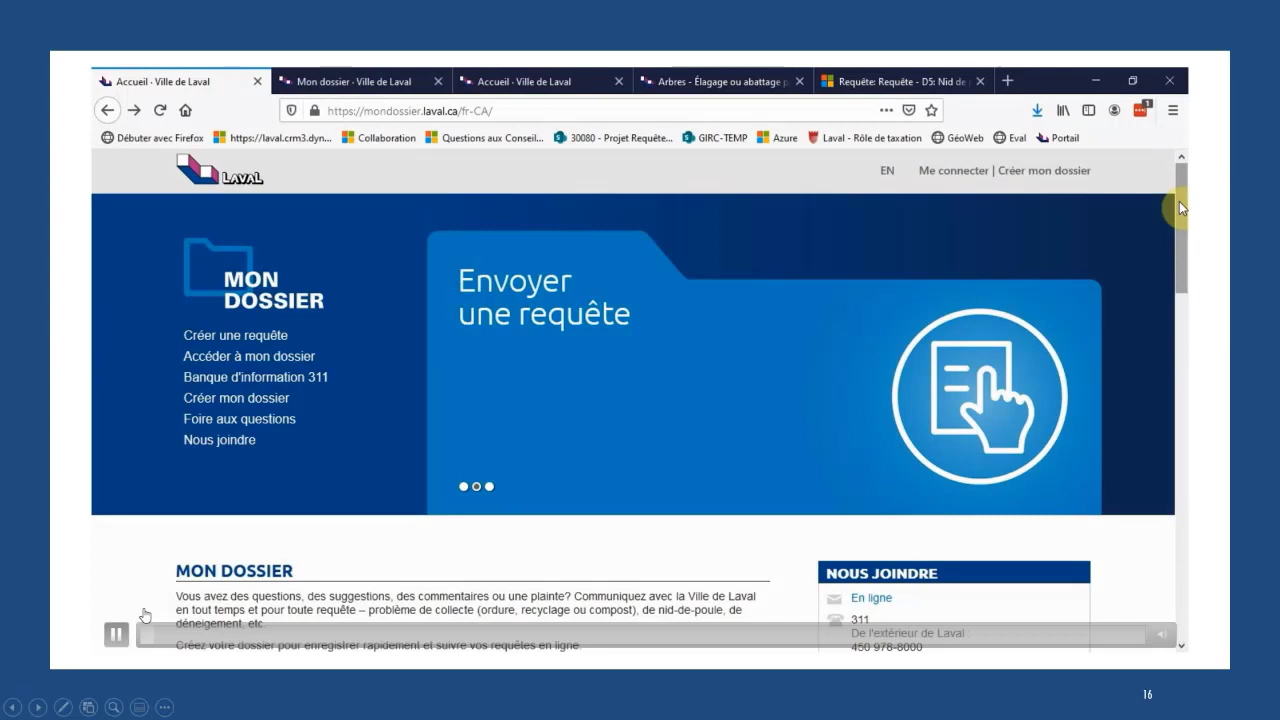 Accueil - Ville de Laval
Mon dossier - Ville de Laval
Accueil - Ville de Laval
Arbres - Élagage ou abattage p
Requête: Requête - D5: Nid de
https://mondossier.laval.ca/fr-CA/
1
Débuter avec Firefox
https://laval.crm3.dyn...
Collaboration
Questions aux Conseil...
30080 - Projet Requête...
GIRC-TEMP
Azure
Laval - Rôle de taxation
GéoWeb
Eval
Portail
LAVAL
EN
Me connecter | Créer mon dossier
MON
DOSSIER
Créer une requête
Accéder à mon dossier
Banque d'information 311
Créer mon dossier
Foire aux questions
Nous joindre
Envoyer
une requête
MON DOSSIER
Vous avez des questions, des suggestions, des commentaires ou une plainte? Communiquez avec la Ville de Laval
en tout temps et pour toute requête – problème de collecte (ordure, recyclage ou compost), de nid-de-poule, de
déneigement, etc.
Créez votre dossier pour enregistrer rapidement et suivre vos requêtes en ligne.
NOUS JOINDRE
En ligne
311
De l'extérieur de Laval :
450 978-8000
16